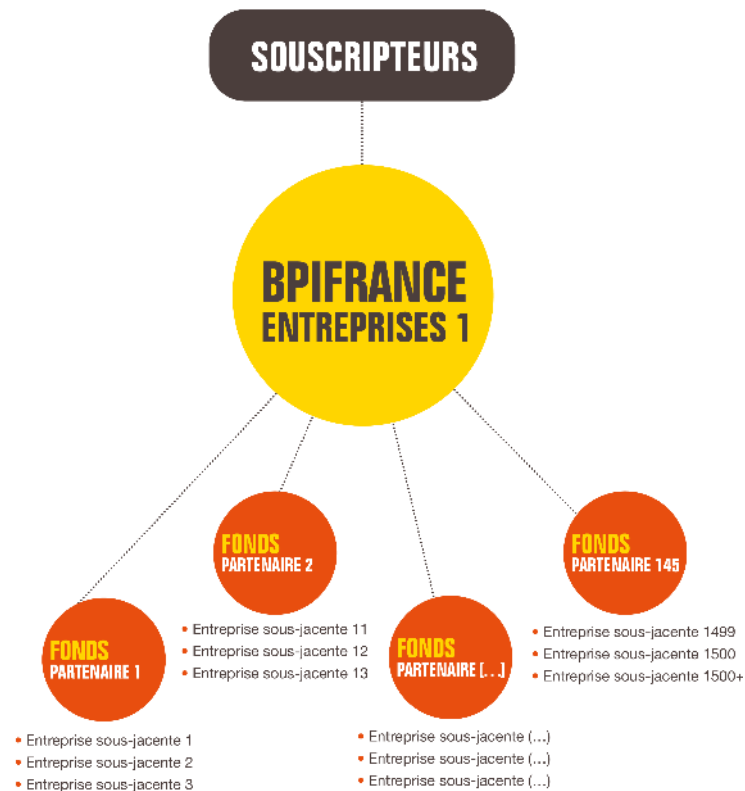 SOUSCRIPTEURS
BPIFRANCE
ENTREPRISES 1
FONDS
PARTENAIRE 1
• Entreprise sous-jacente 1
• Entreprise sous-jacente 2
• Entreprise sous-jacente 3
FONDS
PARTENAIRE 2
• Entreprise sous-jacente 11
• Entreprise sous-jacente 12
• Entreprise sous-jacente 13
FONDS
PARTENAIRE [...]
• Entreprise sous-jacente (...)
• Entreprise sous-jacente (...)
• Entreprise sous-jacente (...)
FONDS
PARTENAIRE 145
• Entreprise sous-jacente 1499
• Entreprise sous-jacente 1500
• Entreprise sous-jacente 1500+